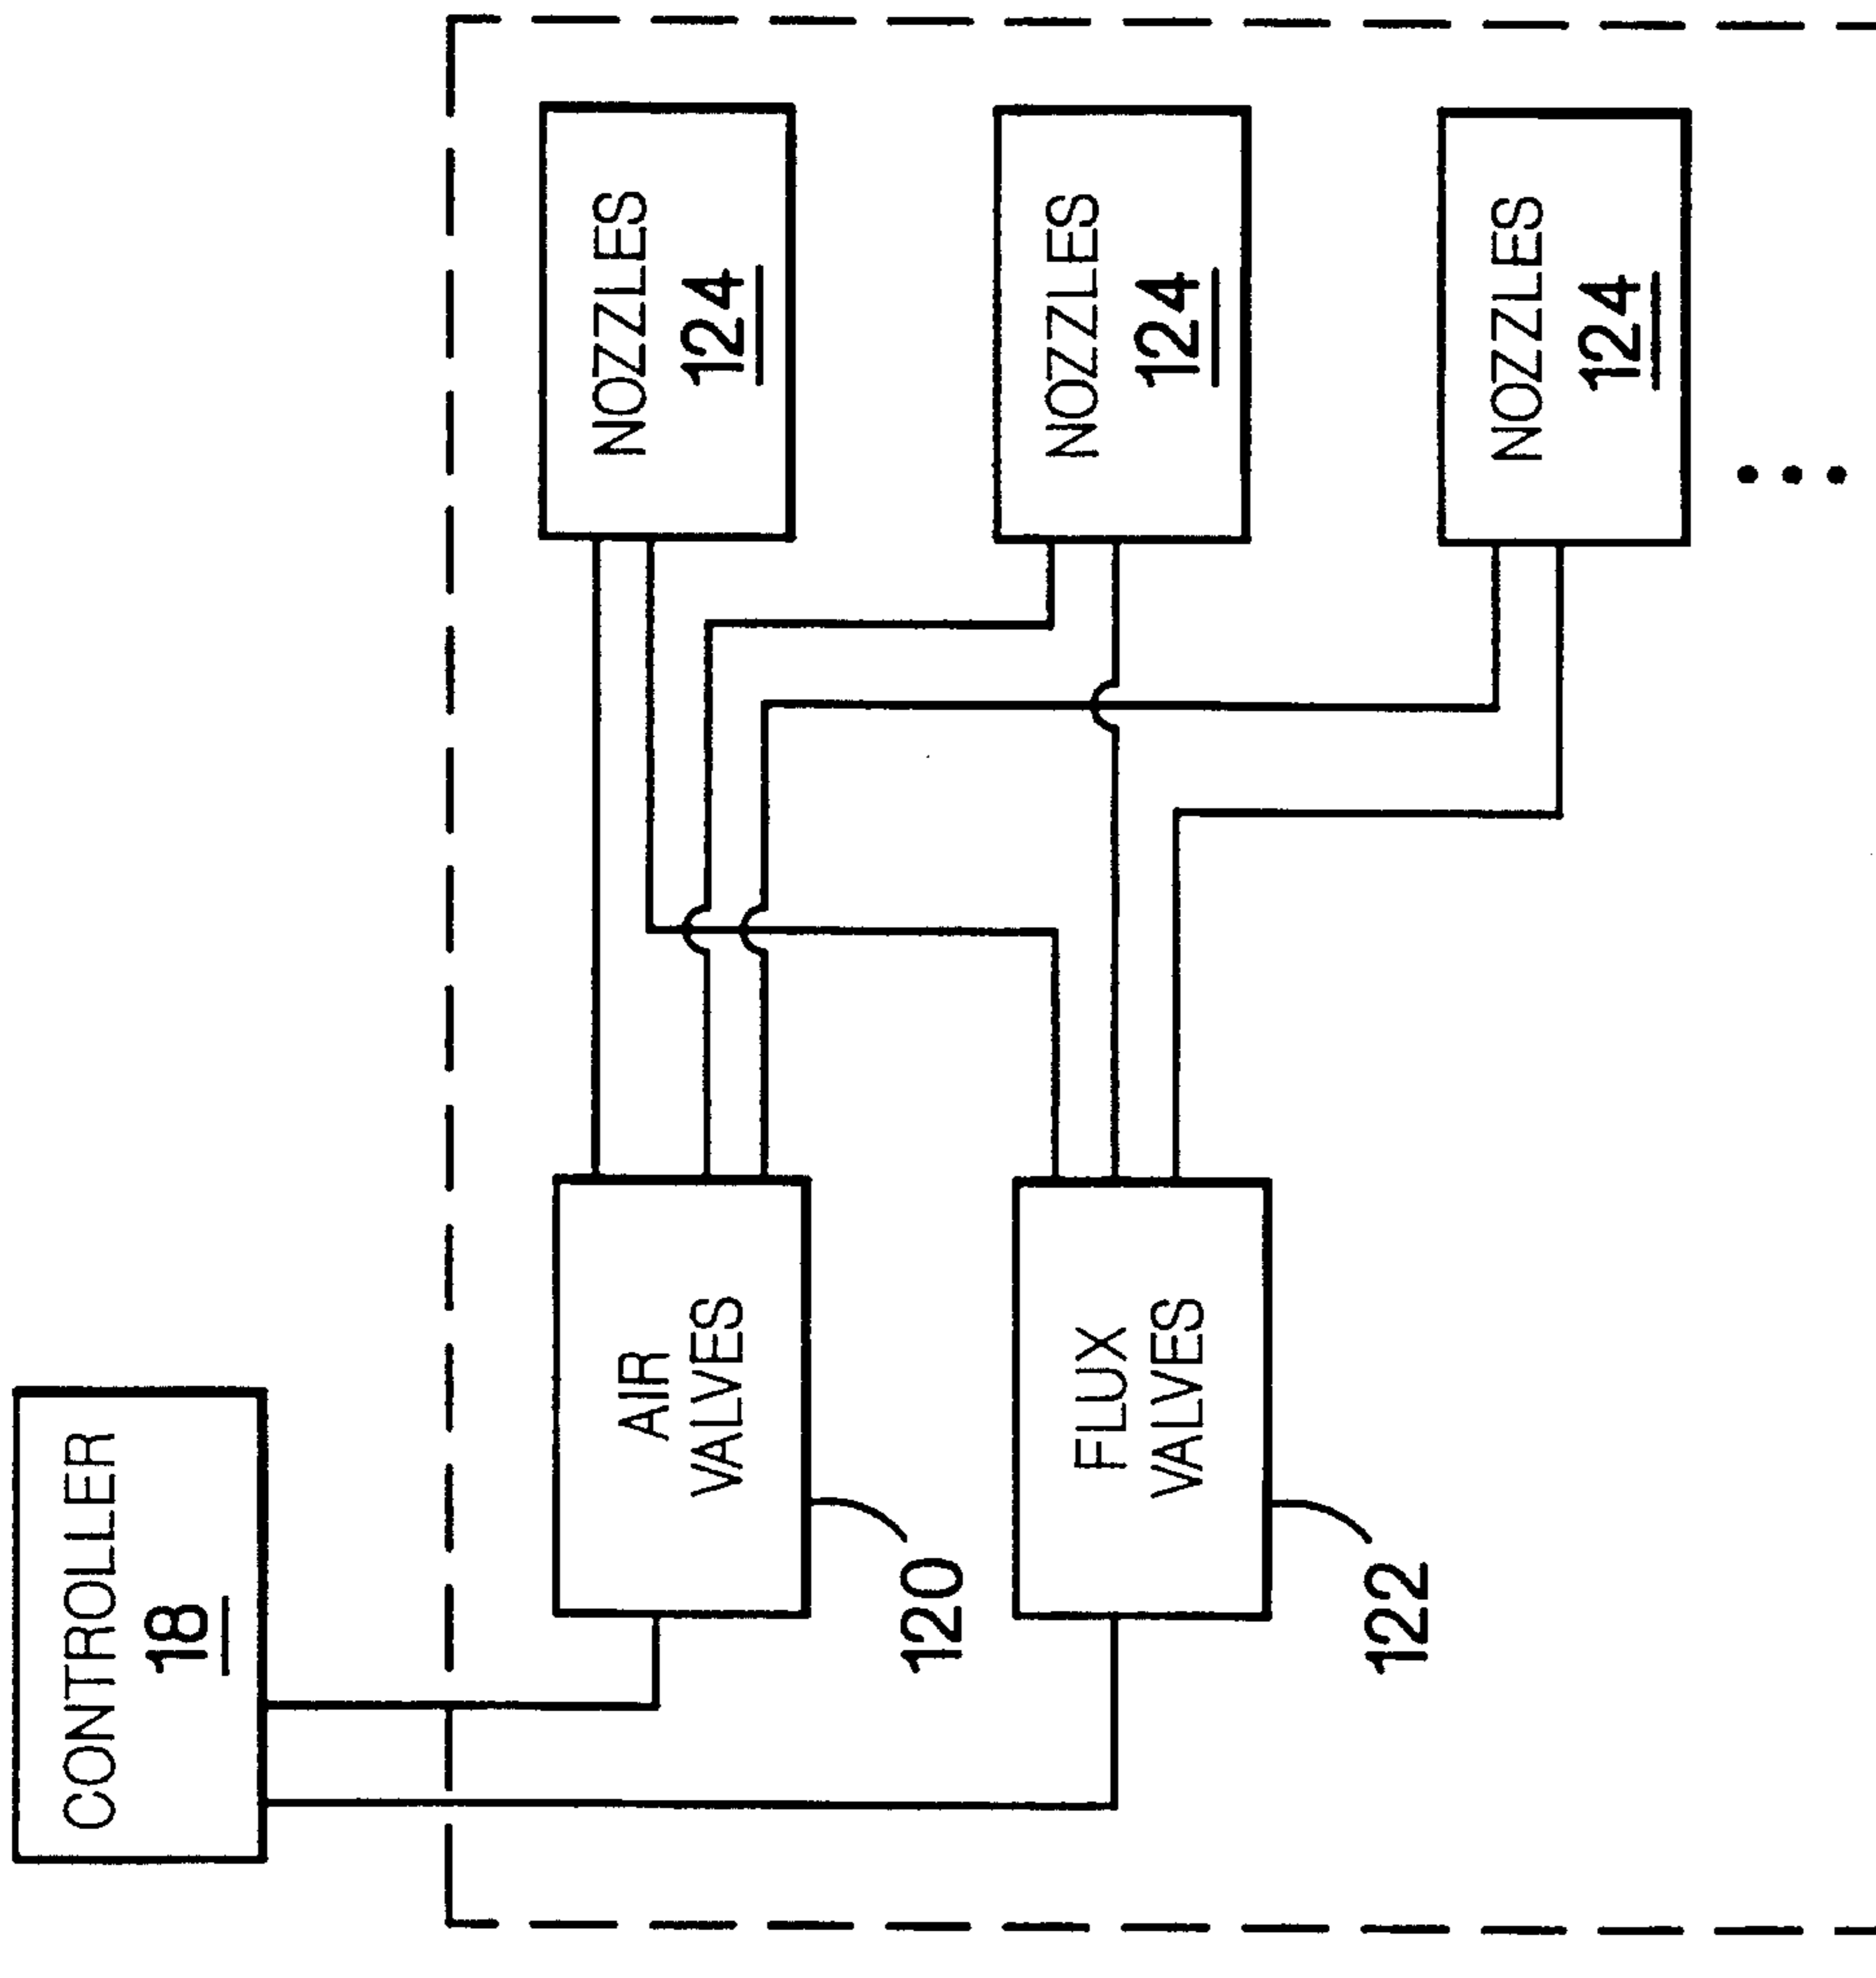 CONTROLLER
18
AIR
VALVES
120
FLUX
VALVES
122
NOZZLES
124
NOZZLES
124
NOZZLES
124